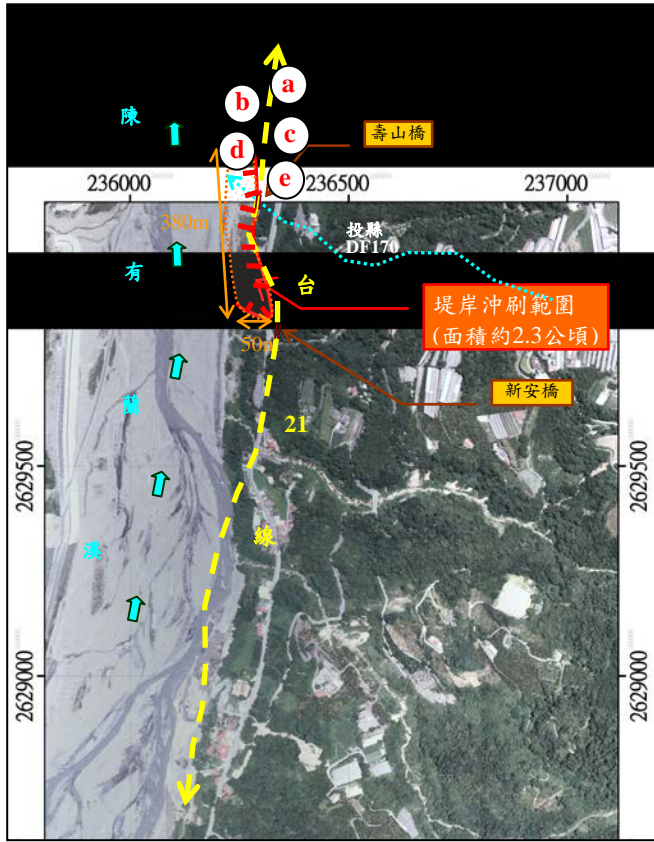 a
b
陳
c
壽山橋
d
e
236000
236500
237000
380m
投縣
DF170
有
台
堤岸沖刷範圍
(面積約2.3公頃)
50m
新安橋
蘭
21
2629500
2629500
線
溪
2629000
2629000